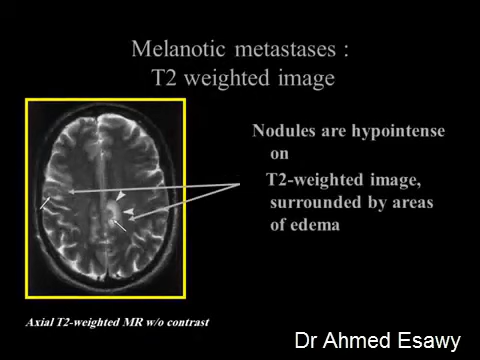 Melanotic metastases :
T2 weighted image
Nodules are hypointense
on
T2-weighted image,
surrounded by areas
of edema
Axial T2-weighted MR w/o contrast
Dr Ahmed Esawy